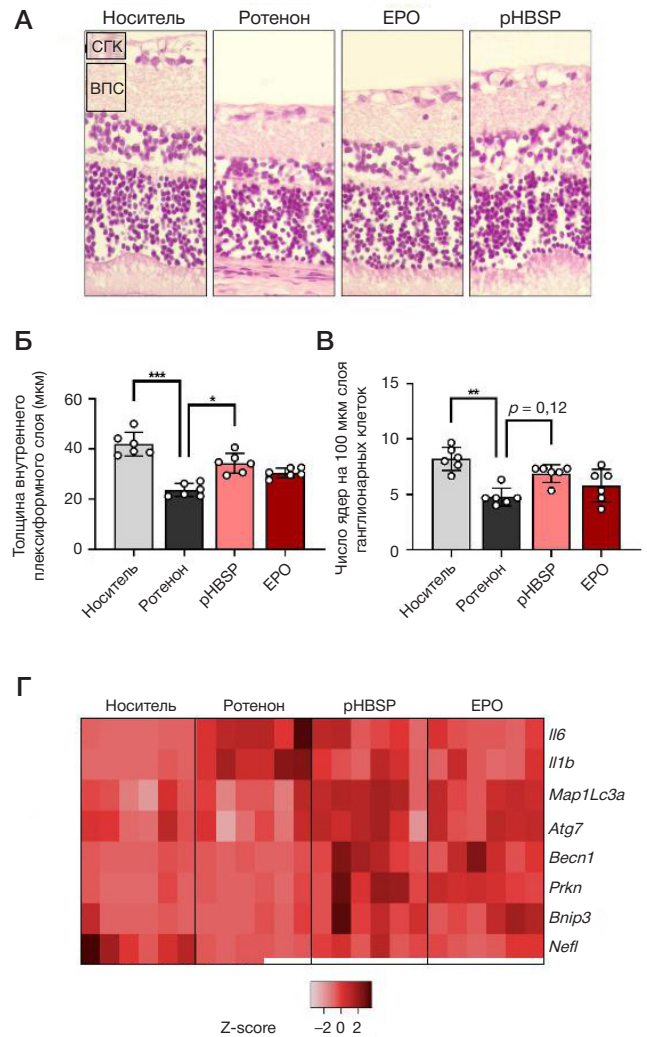 А
Носитель Ротенон EPO pHBSP
СГК
ВПС
Б
Толщина внутреннего
плексиформного слоя (мкм)
60
40
20
0
***
*
Носитель
Ротенон
pHBSP
EPO
В
Число ядер на 100 мкм слоя
ганглионарных клеток
15
10
5
0
**
p = 0,12
Носитель
Ротенон
pHBSP
EPO
Г
Носитель Ротенон pHBSP EPO
Il6
Il1b
Map1Lc3a
Atg7
Becn1
Prkn
Bnip3
Nefl
Z-score
−2 0 2